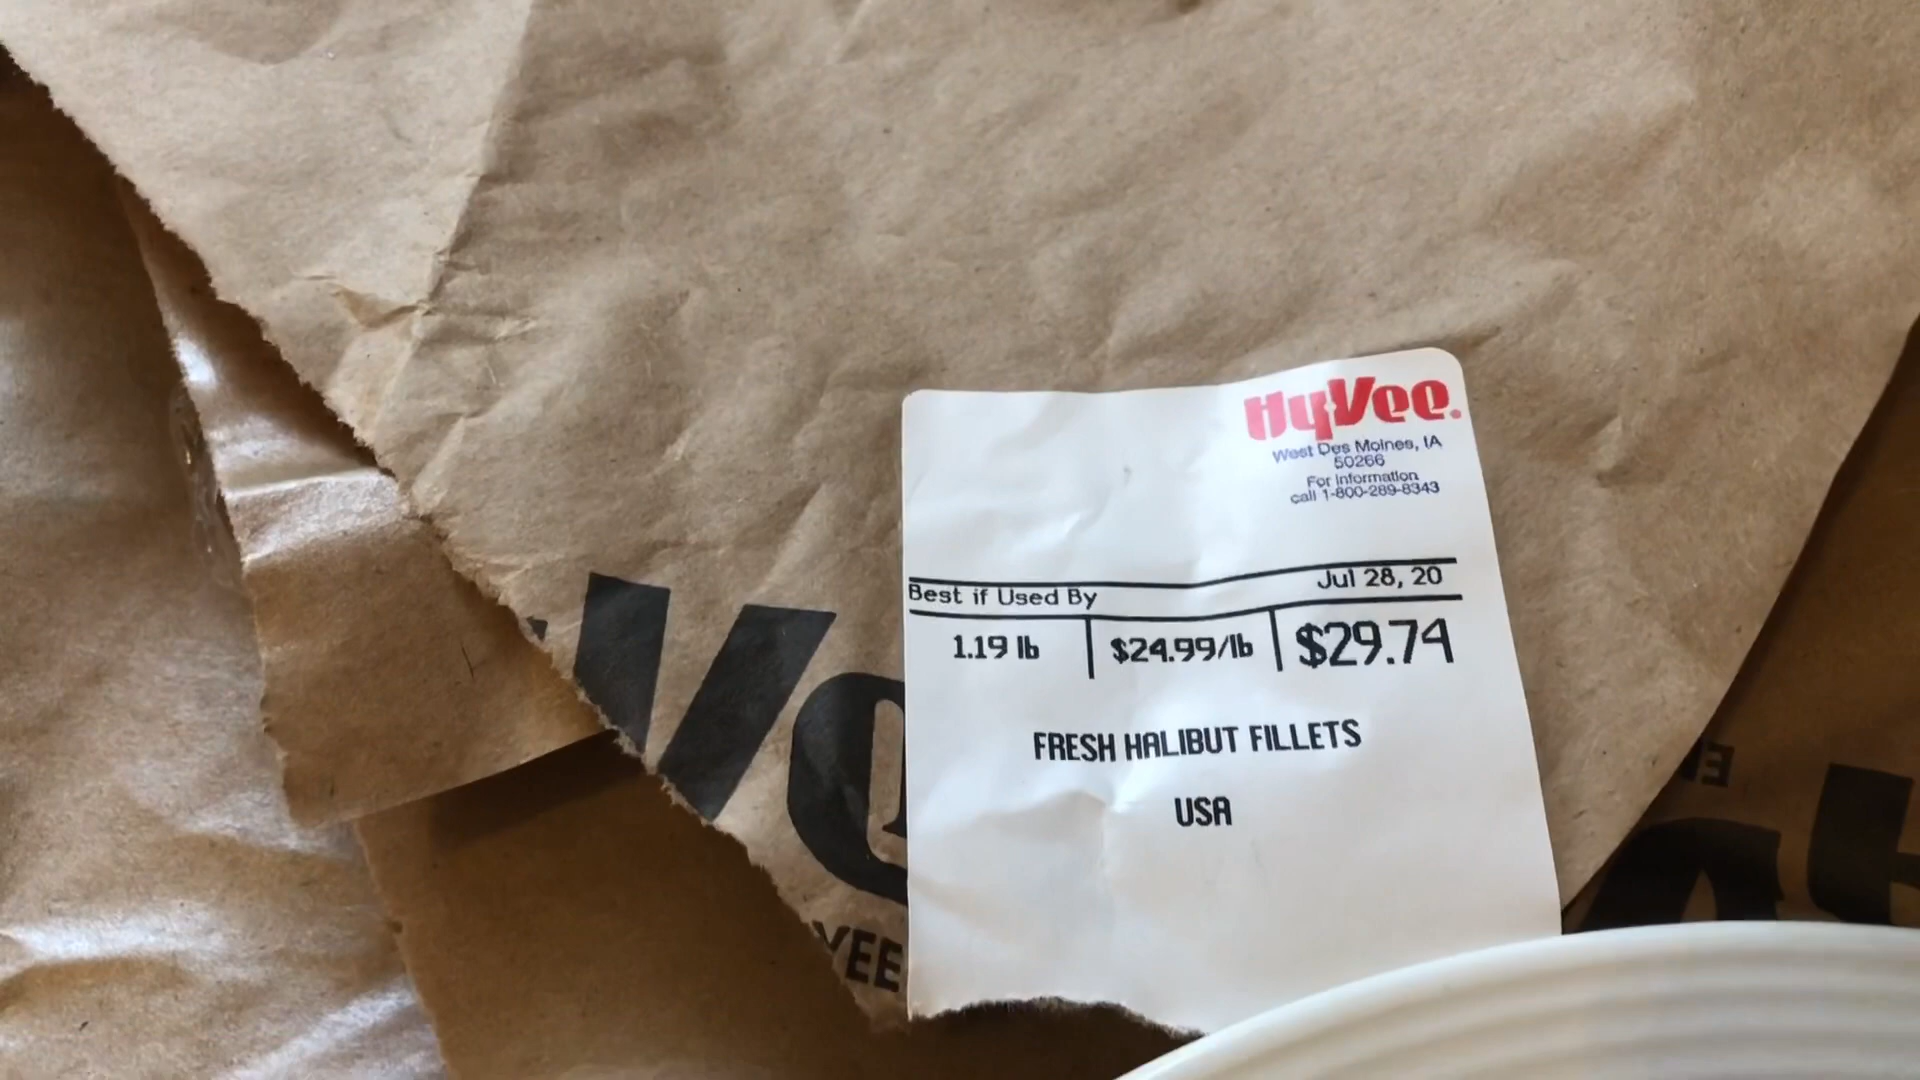 HyVee.
West Des Moines, IA
50266
For Information
call 1-800-289-8343
Best if Used By Jul 28, 20
1.19 lb $24.99/lb $29.74
FRESH HALIBUT FILLETS
USA
VEE